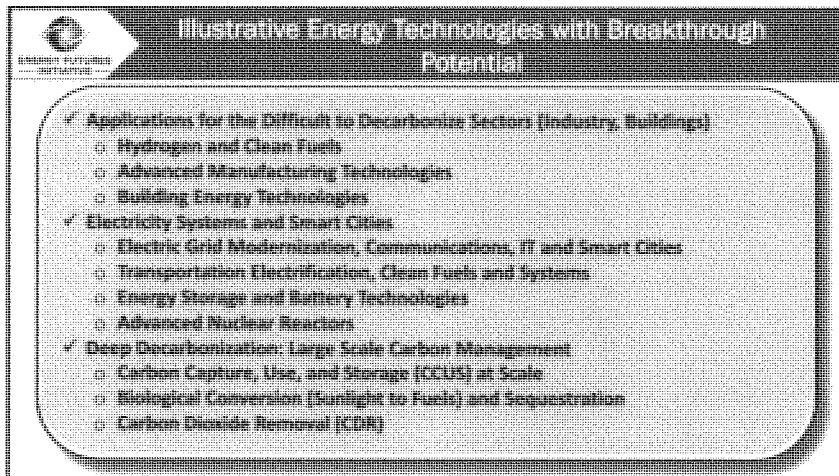 ENERGY FUTURES
INITIATIVE
Illustrative Energy Technologies with Breakthrough
Potential
✓ Applications for the Difficult to Decarbonize Sectors (Industry, Buildings)
o Hydrogen and Clean Fuels
o Advanced Manufacturing Technologies
o Building Energy Technologies
✓ Electricity Systems and Smart Cities
o Electric Grid Modernization, Communications, IT and Smart Cities
o Transportation Electrification, Clean Fuels and Systems
o Energy Storage and Battery Technologies
o Advanced Nuclear Reactors
✓ Deep Decarbonization: Large Scale Carbon Management
o Carbon Capture, Use, and Storage (CCUS) at Scale
o Biological Conversion (Sunlight to Fuels) and Sequestration
o Carbon Dioxide Removal (CDR)